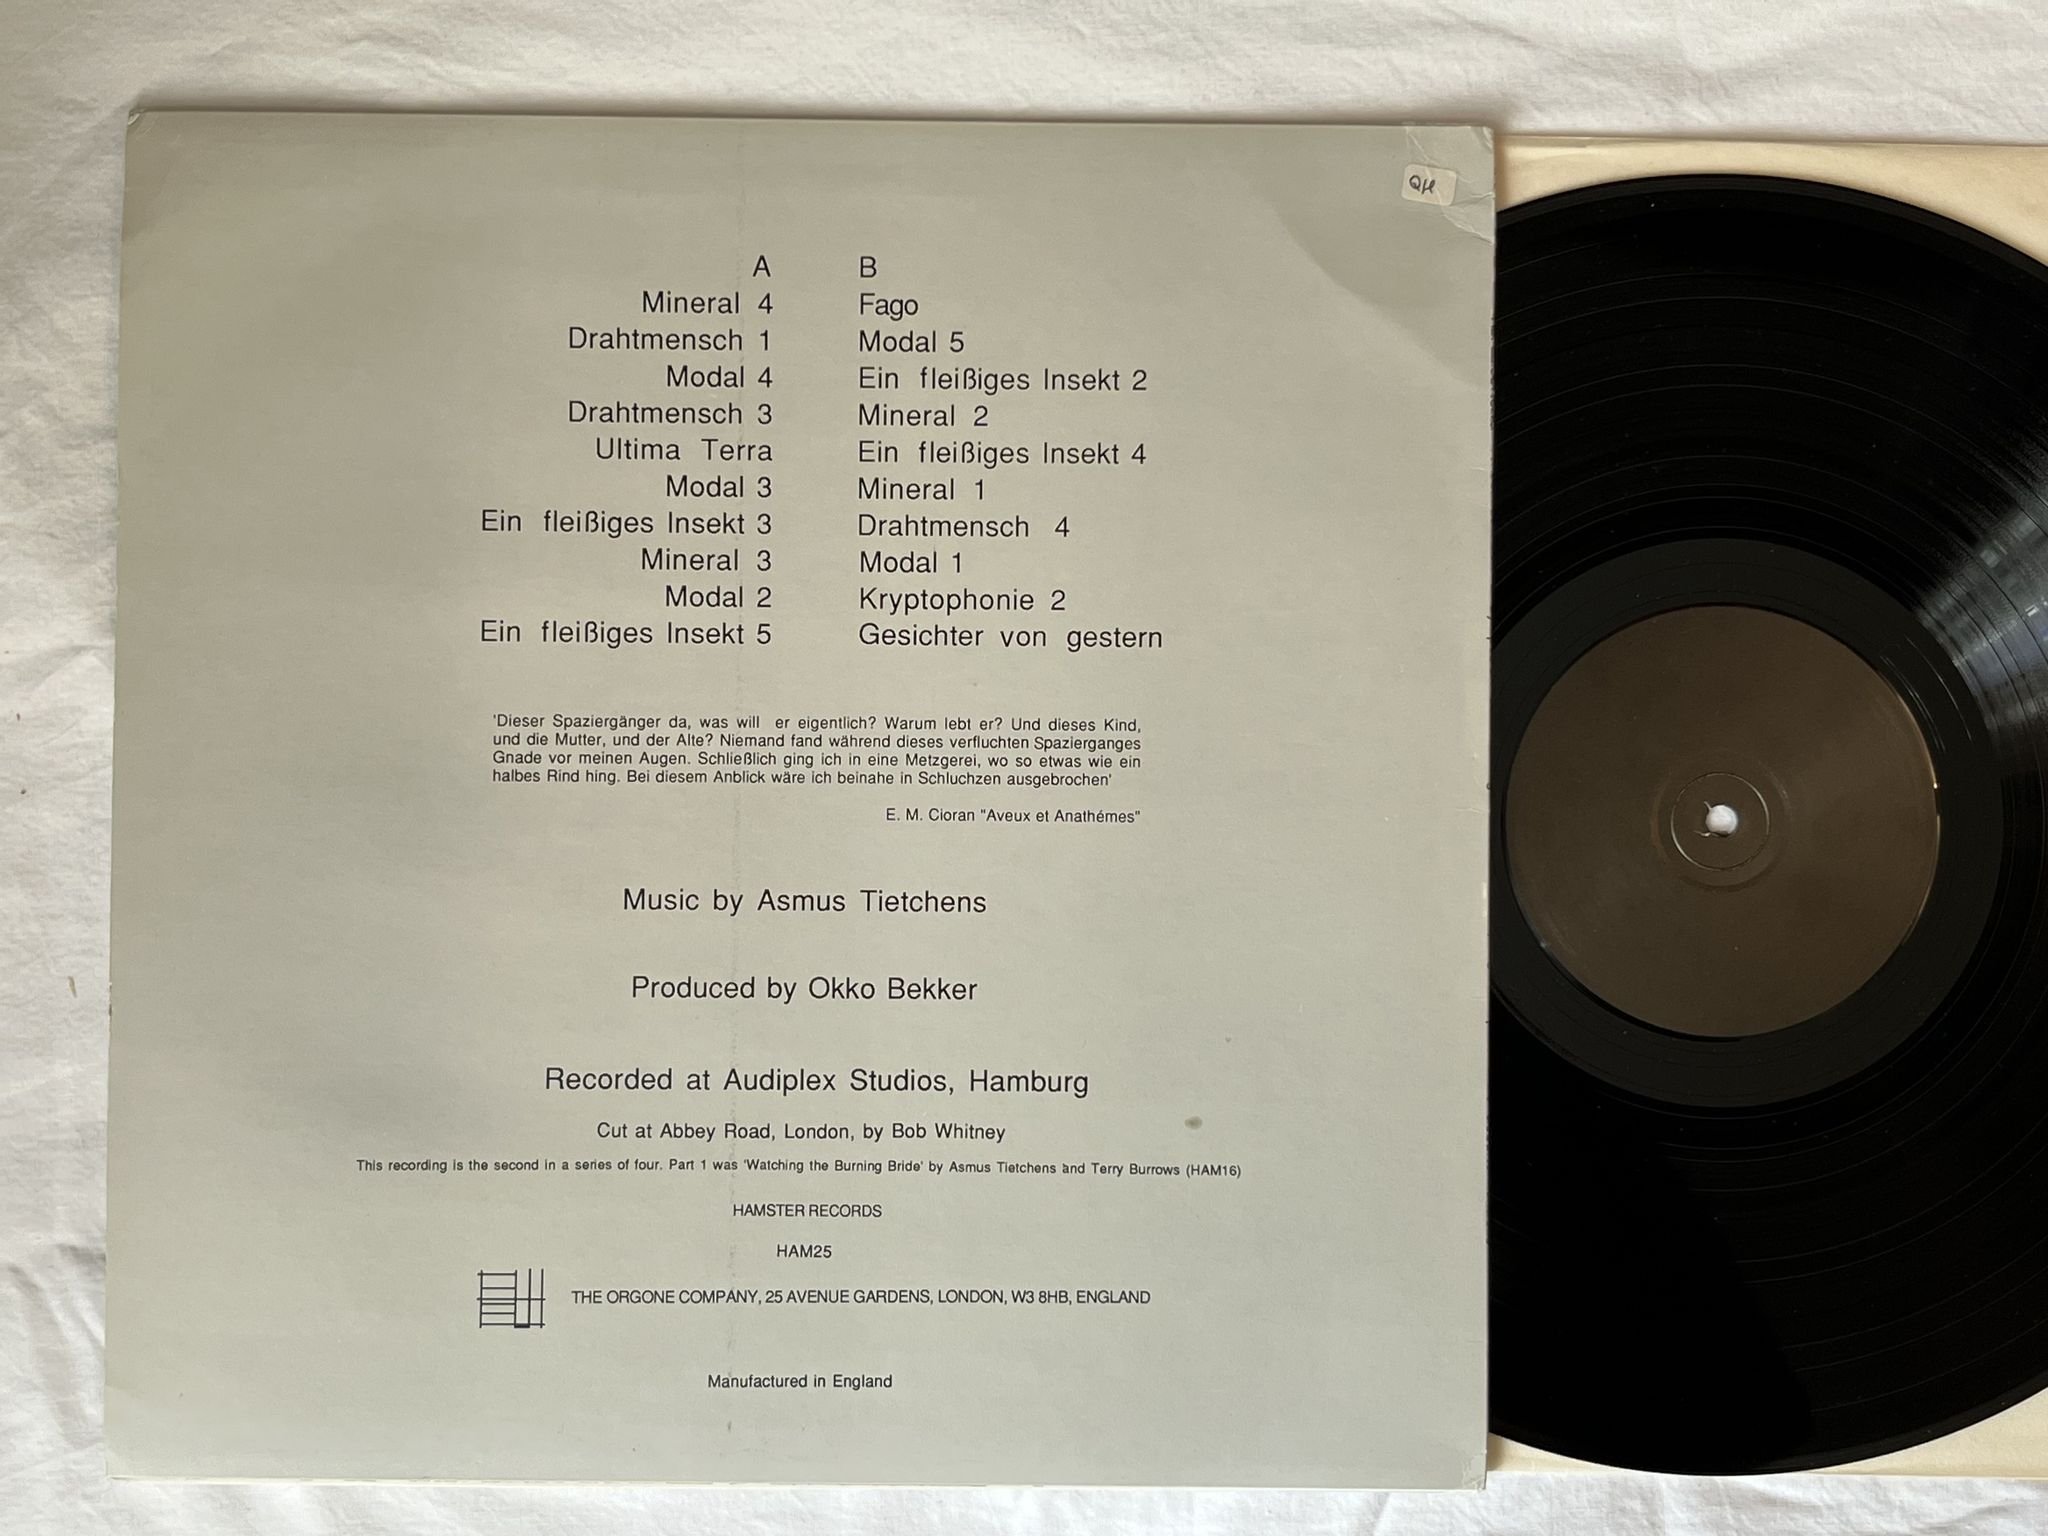 QH
A
Mineral 4
Drahtmensch 1
Modal 4
Drahtmensch 3
Ultima Terra
Modal 3
Ein fleißiges Insekt 3
Mineral 3
Modal 2
Ein fleißiges Insekt 5
B
Fago
Modal 5
Ein fleißiges Insekt 2
Mineral 2
Ein fleißiges Insekt 4
Mineral 1
Drahtmensch 4
Modal 1
Kryptophonie 2
Gesichter von gestern
'Dieser Spaziergänger da, was will er eigentlich? Warum lebt er? Und dieses Kind,
und die Mutter, und der Alte? Niemand fand während dieses verfluchten Spazierganges
Gnade vor meinen Augen. Schließlich ging ich in eine Metzgerei, wo so etwas wie ein
halbes Rind hing. Bei diesem Anblick wäre ich beinahe in Schluchzen ausgebrochen'
E. M. Cioran "Aveux et Anathémes"
Music by Asmus Tietchens
Produced by Okko Bekker
Recorded at Audiplex Studios, Hamburg
Cut at Abbey Road, London, by Bob Whitney
This recording is the second in a series of four. Part 1 was 'Watching the Burning Bride' by Asmus Tietchens and Terry Burrows (HAM16)
HAMSTER RECORDS
HAM25
THE ORGONE COMPANY, 25 AVENUE GARDENS, LONDON, W3 8HB, ENGLAND
Manufactured in England